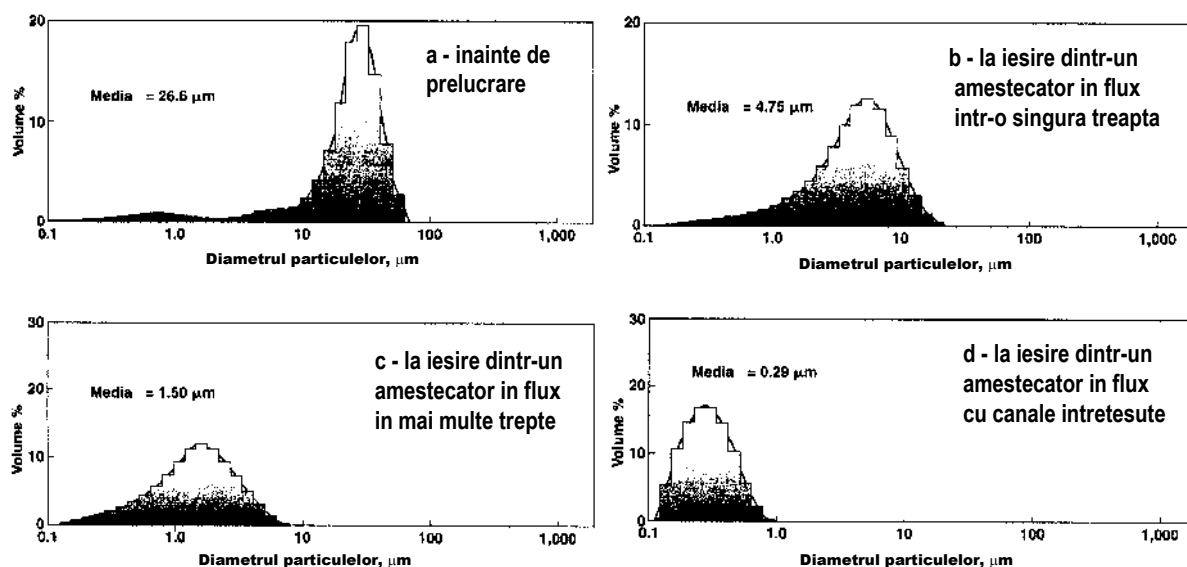 20
10
0
Volume %
Media = 26.6 µm
a - inainte de
prelucrare
0.1 1.0 10 100 1,000
Diametrul particulelor, µm
20
10
0
Volume %
Media = 4.75 µm
b - la iesire dintr-un
amestecator in flux
intr-o singura treapta
0.1 1.0 10 100 1,000
Diametrul particulelor, µm
30
20
10
0
Volume %
Media = 1.50 µm
c - la iesire dintr-un
amestecator in flux
in mai multe trepte
0.1 1.0 10 100 1,000
Diametrul particulelor, µm
30
20
10
0
Volume %
Media = 0.29 µm
d - la iesire dintr-un
amestecator in flux
cu canale intretesute
0.1 1.0 10 100 1,000
Diametrul particulelor, µm